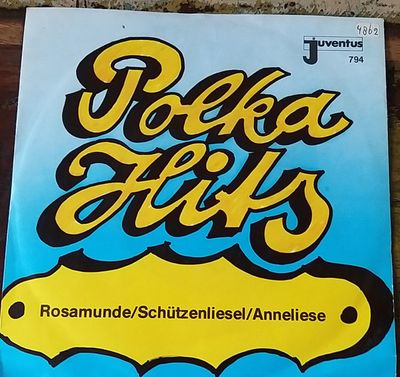 4862
juventus
794
Polka
Hits
Rosamunde/Schützenliesel/Anneliese